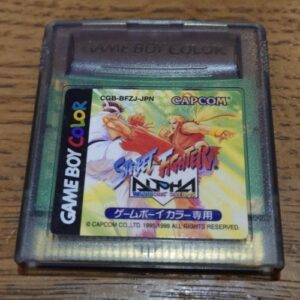 GAME BOY COLOR
CGB-BFZJ-JPN
CAPCOM
GAME BOY COLOR
STREET FIGHTER
ALPHA
ゲームボーイカラー専用
© CAPCOM CO., LTD. 1995,1999 ALL RIGHTS RESERVED.